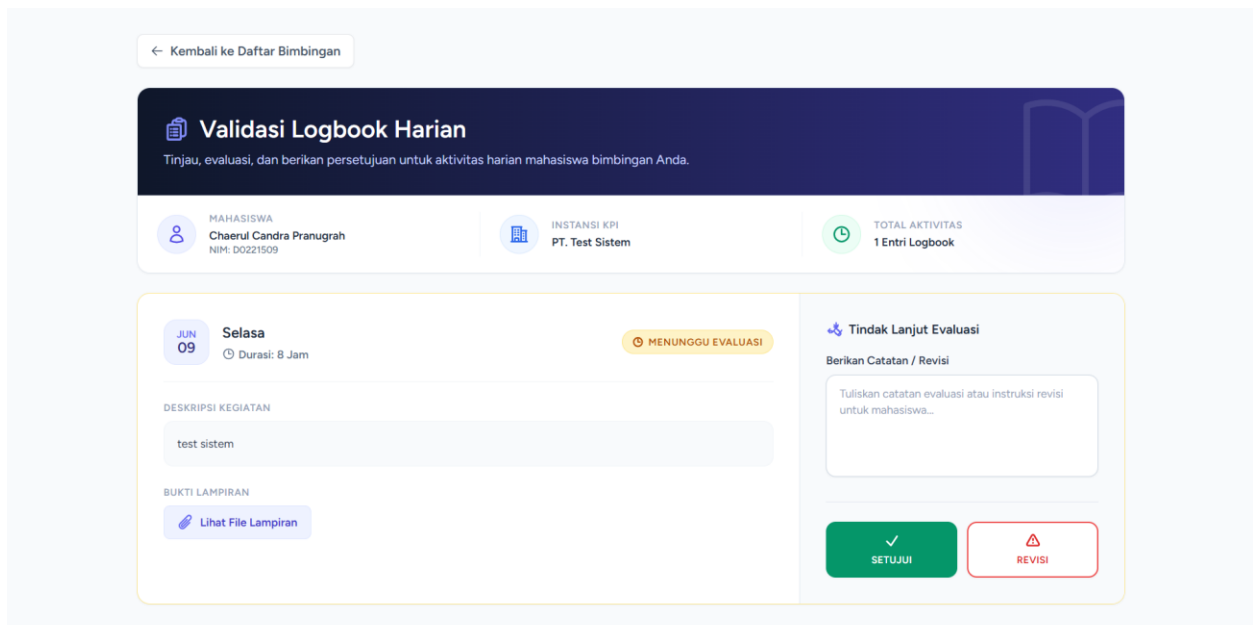 ← Kembali ke Daftar Bimbingan
Validasi Logbook Harian
Tinjau, evaluasi, dan berikan persetujuan untuk aktivitas harian mahasiswa bimbingan Anda.
MAHASISWA
Chaerul Candra Pranugrah
NIM: D0221509
INSTANSI KPI
PT. Test Sistem
TOTAL AKTIVITAS
1 Entri Logbook
JUN
09
Selasa
Durasi: 8 Jam
MENUNGGU EVALUASI
DESKRIPSI KEGIATAN
test sistem
BUKTI LAMPIRAN
Lihat File Lampiran
Tindak Lanjut Evaluasi
Berikan Catatan / Revisi
Tuliskan catatan evaluasi atau instruksi revisi
untuk mahasiswa...
SETUJUI
REVISI